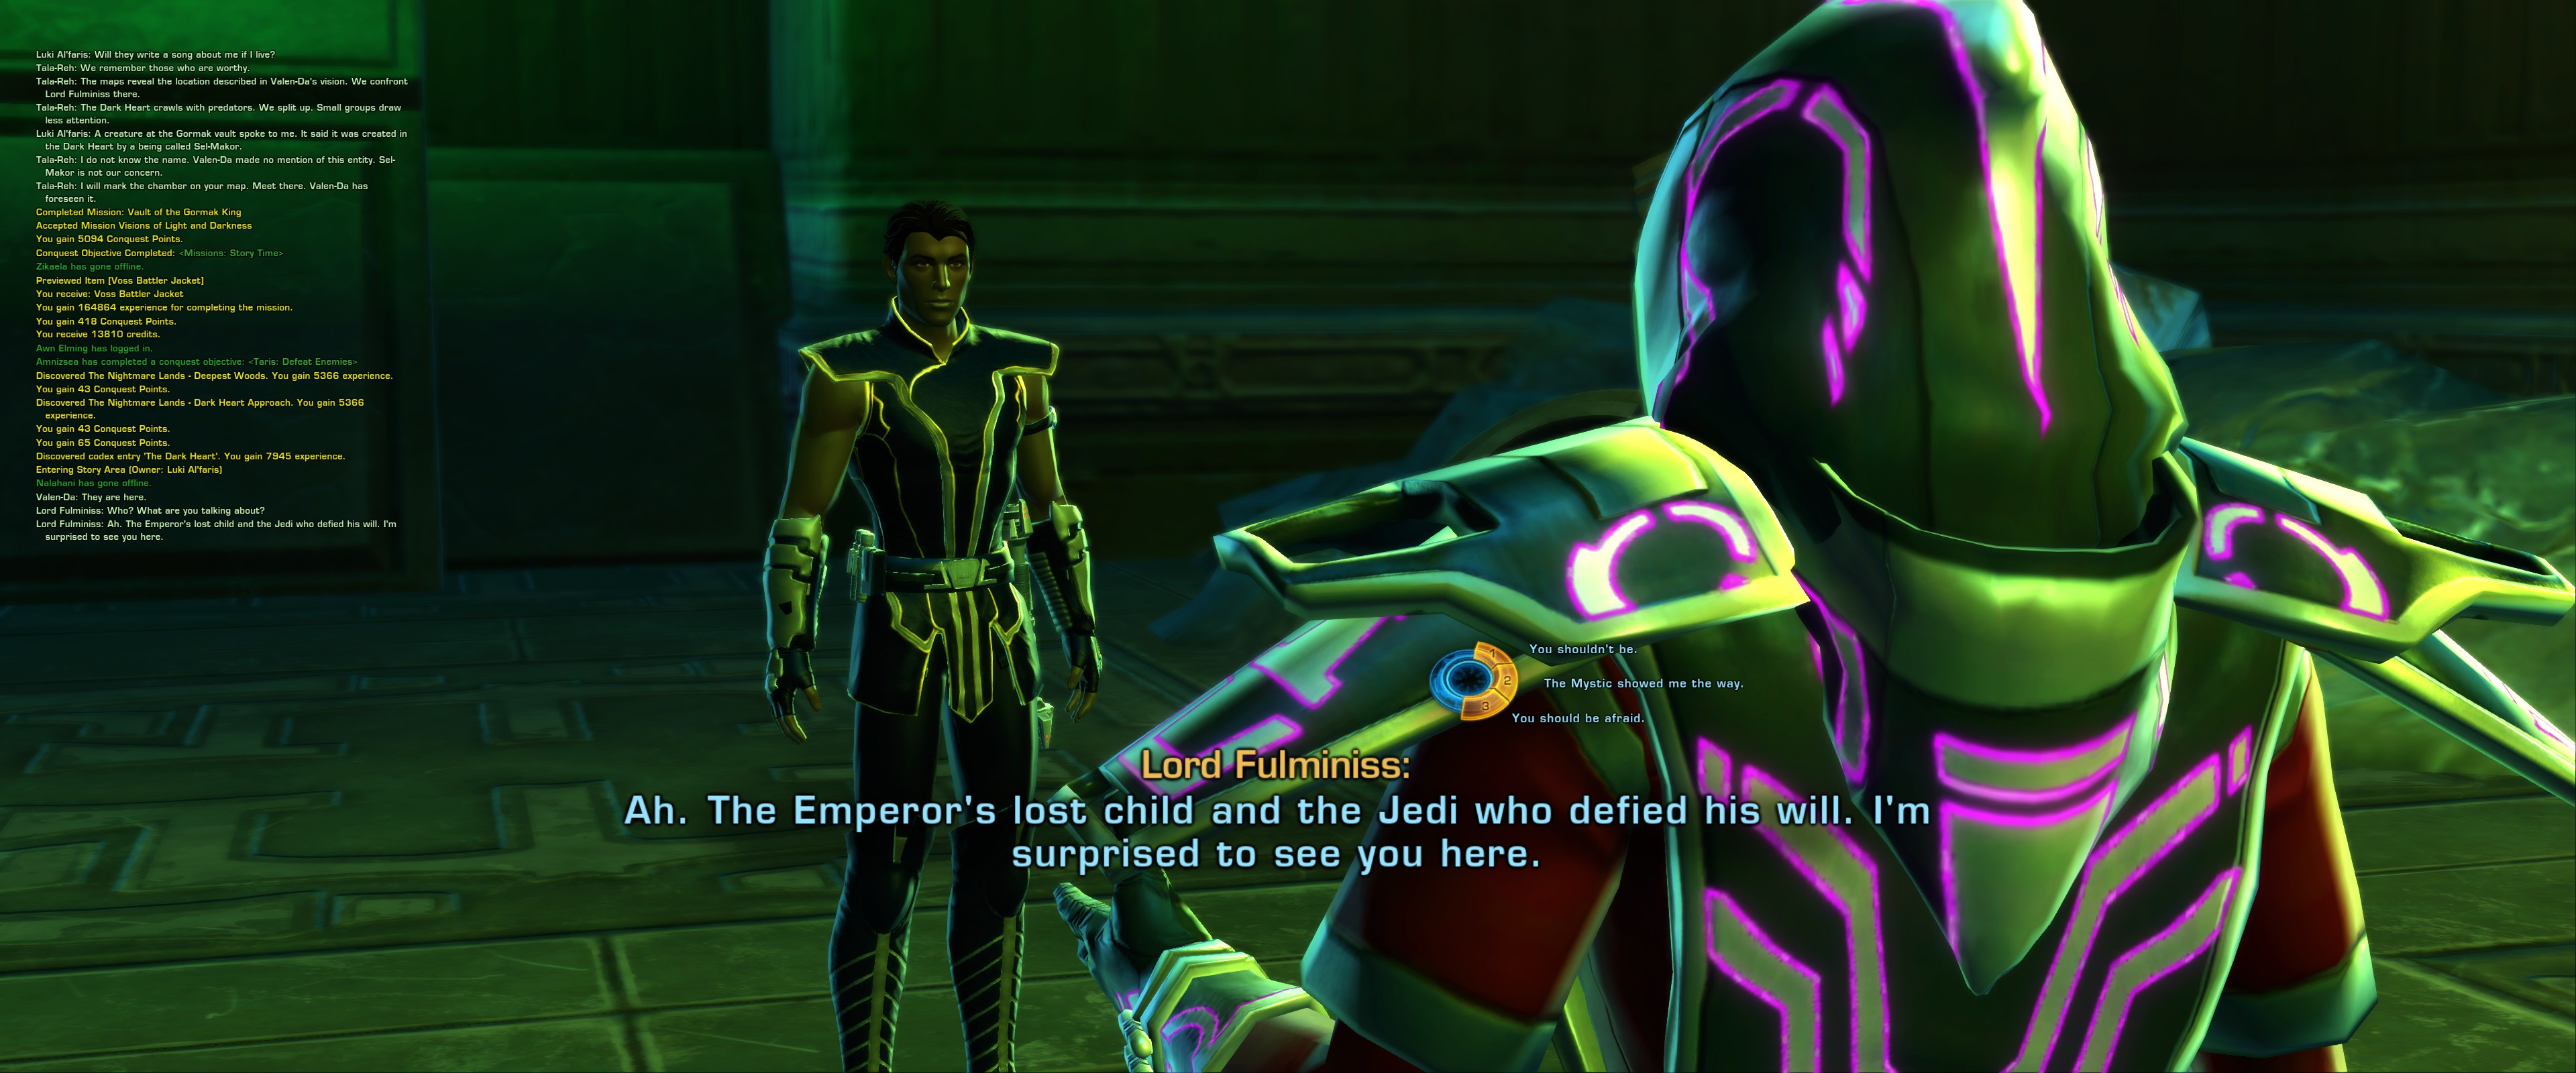 Luki Al'faris: Will they write a song about me if I live?
Tala-Reh: We remember those who are worthy.
Tala-Reh: The maps reveal the location described in Valen-Da's vision. We confront
Lord Fulminiss there.
Tala-Reh: The Dark Heart crawls with predators. We split up. Small groups draw
less attention.
Luki Al'faris: A creature at the Gormak vault spoke to me. It said it was created in
the Dark Heart by a being called Sel-Makor.
Tala-Reh: I do not know the name. Valen-Da made no mention of this entity. Sel-
Makor is not our concern.
Tala-Reh: I will mark the chamber on your map. Meet there. Valen-Da has
foreseen it.
Completed Mission: Vault of the Gormak King
Accepted Mission Visions of Light and Darkness
You gain 5094 Conquest Points.
Conquest Objective Completed: <Missions: Story Time>
Zikaela has gone offline.
Previewed Item [Voss Battler Jacket]
You receive: Voss Battler Jacket
You gain 164864 experience for completing the mission.
You gain 418 Conquest Points.
You receive 13810 credits.
Awn Elming has logged in.
Amnizsea has completed a conquest objective: <Taris: Defeat Enemies>
Discovered The Nightmare Lands - Deepest Woods. You gain 5366 experience.
You gain 43 Conquest Points.
Discovered The Nightmare Lands - Dark Heart Approach. You gain 5366
experience.
You gain 43 Conquest Points.
You gain 65 Conquest Points.
Discovered codex entry 'The Dark Heart'. You gain 7945 experience.
Entering Story Area (Owner: Luki Al'faris)
Nalahani has gone offline.
Valen-Da: They are here.
Lord Fulminiss: Who? What are you talking about?
Lord Fulminiss: Ah. The Emperor's lost child and the Jedi who defied his will. I'm
surprised to see you here.
1 You shouldn't be.
2 The Mystic showed me the way.
3 You should be afraid.
Lord Fulminiss:
Ah. The Emperor's lost child and the Jedi who defied his will. I'm
surprised to see you here.